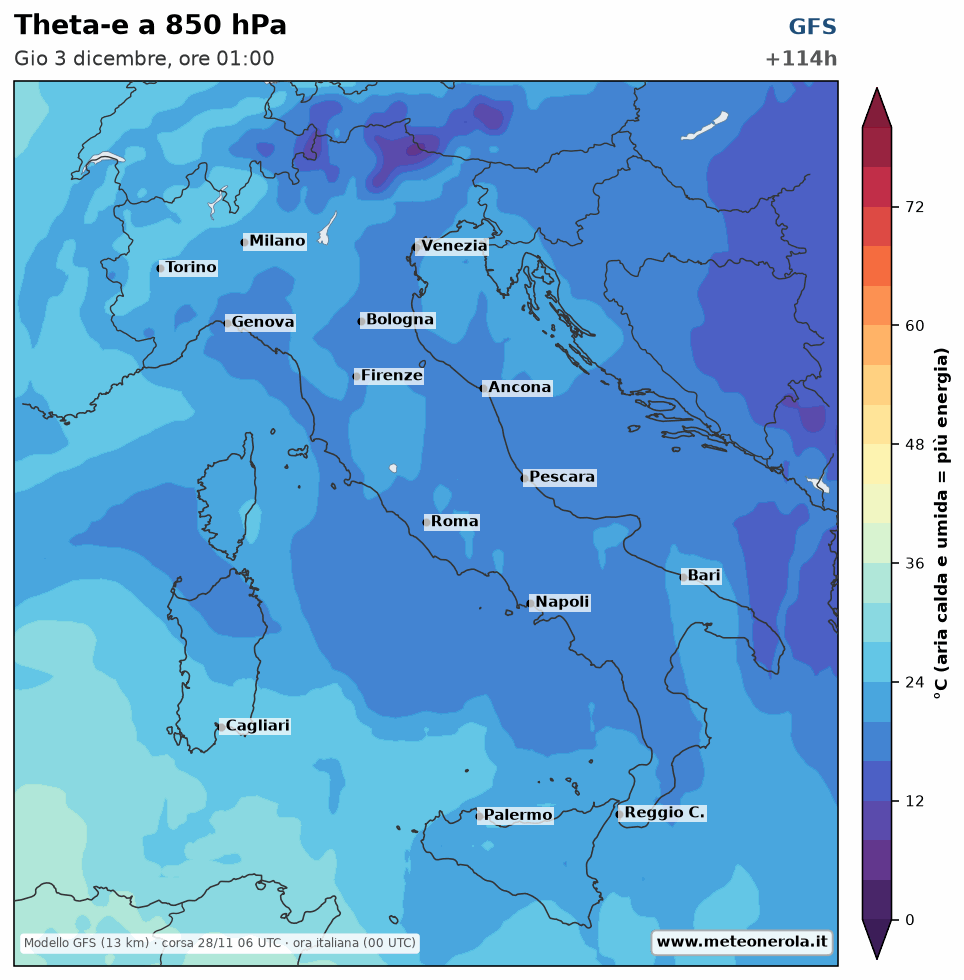 Theta-e a 850 hPa
GFS
Gio 3 dicembre, ore 01:00
+114h
Milano
Venezia
Torino
Genova
Bologna
Firenze
Ancona
Pescara
Roma
Bari
Napoli
Cagliari
Palermo
Reggio C.
72
60
48
36
24
12
0
°C (aria calda e umida = più energia)
Modello GFS (13 km) · corsa 28/11 06 UTC · ora italiana (00 UTC)
www.meteonerola.it